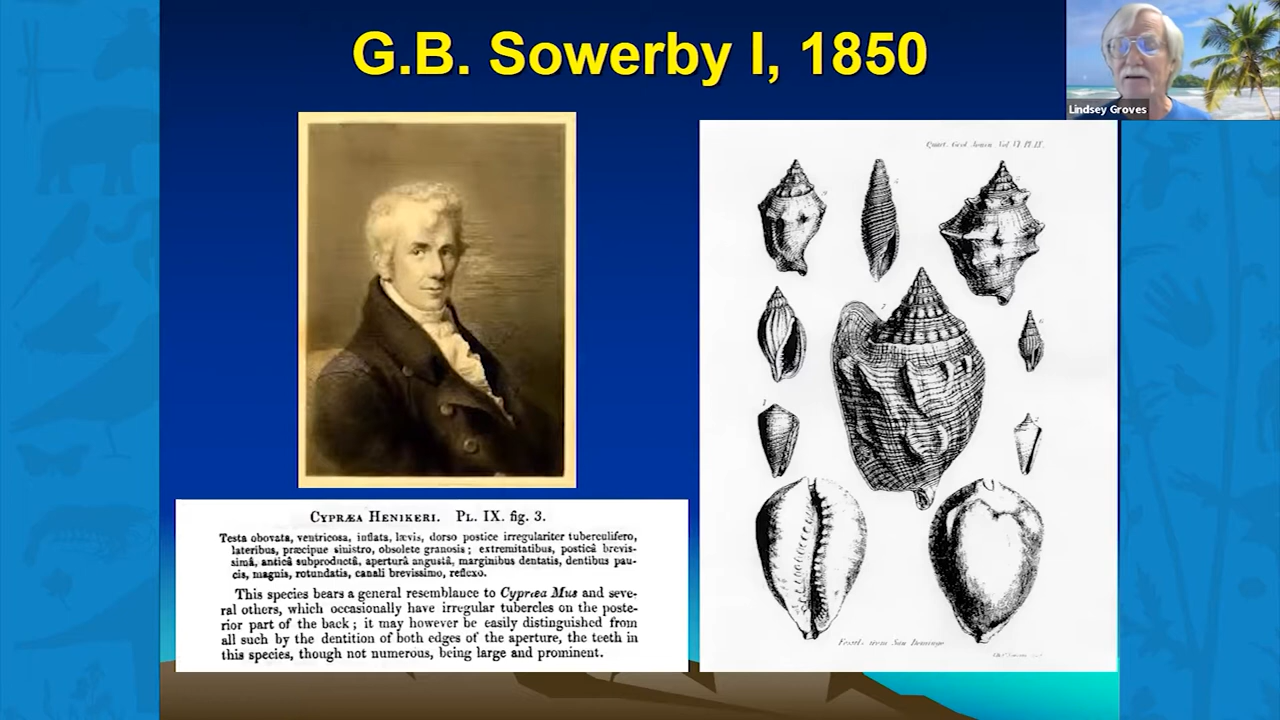 G.B. Sowerby I, 1850
Lindsey Groves
Quart. Geol. Journ. Vol. VI. Pl. IX.
CYPRÆA HENIKERI. PL. IX. fig. 3.
Testa obovata, ventricosa, inflata, lævis, dorso postice irregulariter tuberculifero,
lateribus, præcipue sinistro, obsolete granosis; extremitatibus, posticâ brevis-
simâ, anticâ subproductâ, aperturâ angustâ, marginibus dentatis, dentibus pau-
cis, magnis, rotundatis, canali brevissimo, reflexo.
This species bears a general resemblance to Cypræa Mus and seve-
ral others, which occasionally have irregular tubercles on the poste-
rior part of the back; it may however be easily distinguished from
all such by the dentition of both edges of the aperture, the teeth in
this species, though not numerous, being large and prominent.
Fossils from San Domingo